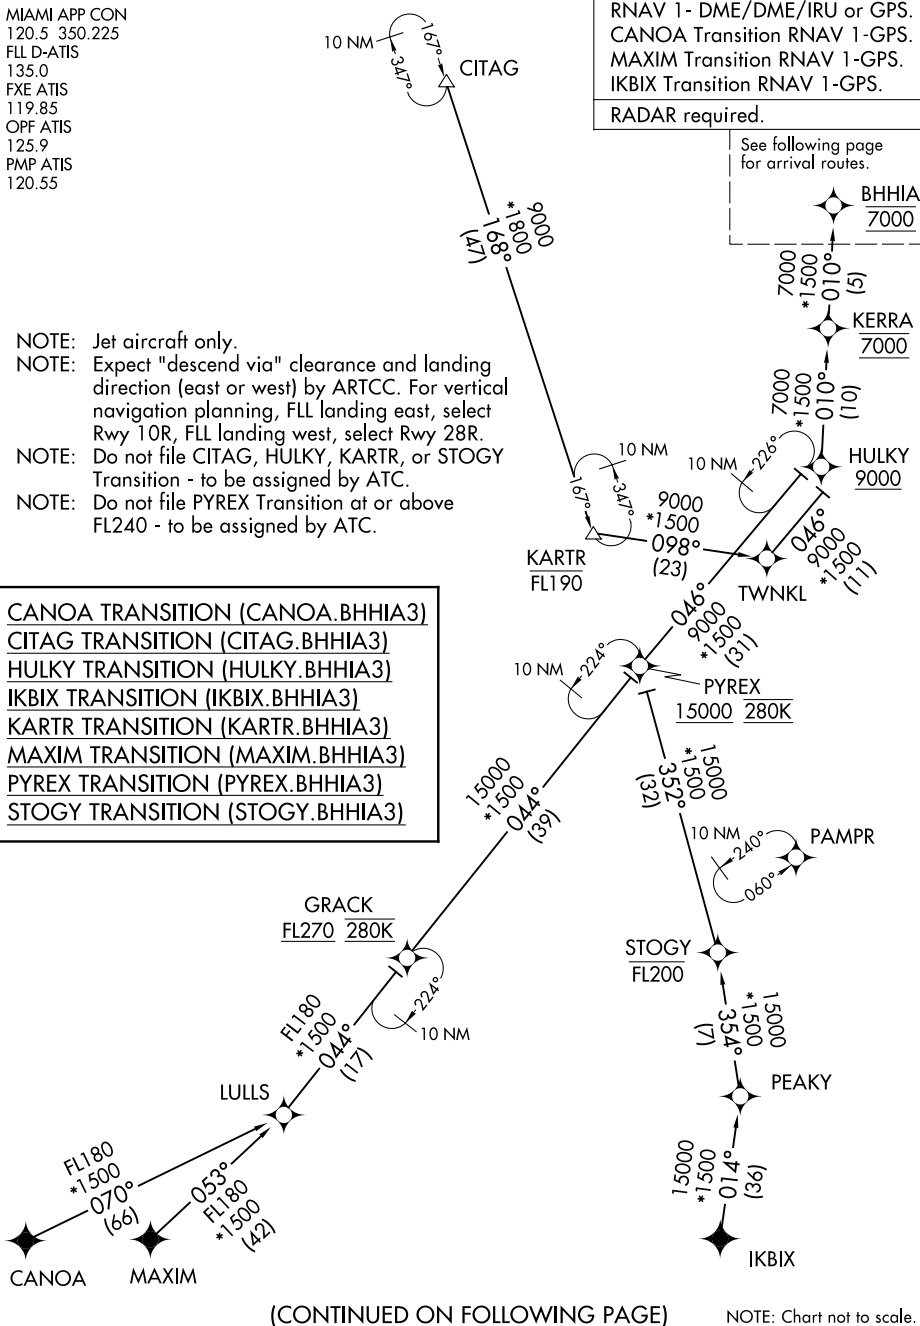 MIAMI APP CON
120.5 350.225
FLL D-ATIS
135.0
FXE ATIS
119.85
OPF ATIS
125.9
PMP ATIS
120.55
RNAV 1- DME/DME/IRU or GPS.
CANOA Transition RNAV 1-GPS.
MAXIM Transition RNAV 1-GPS.
IKBIX Transition RNAV 1-GPS.
RADAR required.
See following page
for arrival routes.
10 NM
167°
347°
CITAG
9000
*1800
168°
(47)
BHHIA
7000
7000
*1500
010°
(5)
KERRA
7000
7000
*1500
010°
(10)
NOTE: Jet aircraft only.
NOTE: Expect "descend via" clearance and landing
direction (east or west) by ARTCC. For vertical
navigation planning, FLL landing east, select
Rwy 10R, FLL landing west, select Rwy 28R.
NOTE: Do not file CITAG, HULKY, KARTR, or STOGY
Transition - to be assigned by ATC.
NOTE: Do not file PYREX Transition at or above
FL240 - to be assigned by ATC.
10 NM
167°
347°
KARTR
FL190
9000
*1500
098°
(23)
TWNKL
10 NM
226°
HULKY
9000
046°
9000
*1500
(11)
046°
9000
*1500
(31)
CANOA TRANSITION (CANOA.BHHIA3)
CITAG TRANSITION (CITAG.BHHIA3)
HULKY TRANSITION (HULKY.BHHIA3)
IKBIX TRANSITION (IKBIX.BHHIA3)
KARTR TRANSITION (KARTR.BHHIA3)
MAXIM TRANSITION (MAXIM.BHHIA3)
PYREX TRANSITION (PYREX.BHHIA3)
STOGY TRANSITION (STOGY.BHHIA3)
10 NM
224°
PYREX
15000 280K
15000
*1500
044°
(39)
15000
*1500
352°
(32)
10 NM
240°
060°
PAMPR
GRACK
FL270 280K
224°
10 NM
STOGY
FL200
FL180
*1500
044°
(17)
15000
*1500
354°
(7)
LULLS
PEAKY
FL180
*1500
070°
(66)
053°
FL180
*1500
(42)
15000
*1500
014°
(36)
CANOA
MAXIM
IKBIX
(CONTINUED ON FOLLOWING PAGE)
NOTE: Chart not to scale.